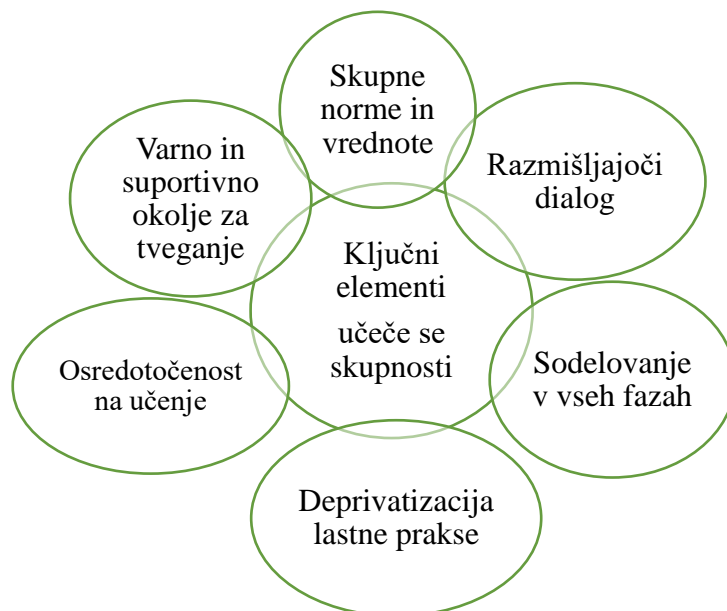 Skupne
norme in
vrednote
Varno in
suportivno
okolje za
tveganje
Razmišljajoči
dialog
Ključni
elementi
učeče se
skupnosti
Osredotočenost
na učenje
Sodelovanje
v vseh fazah
Deprivatizacija
lastne prakse